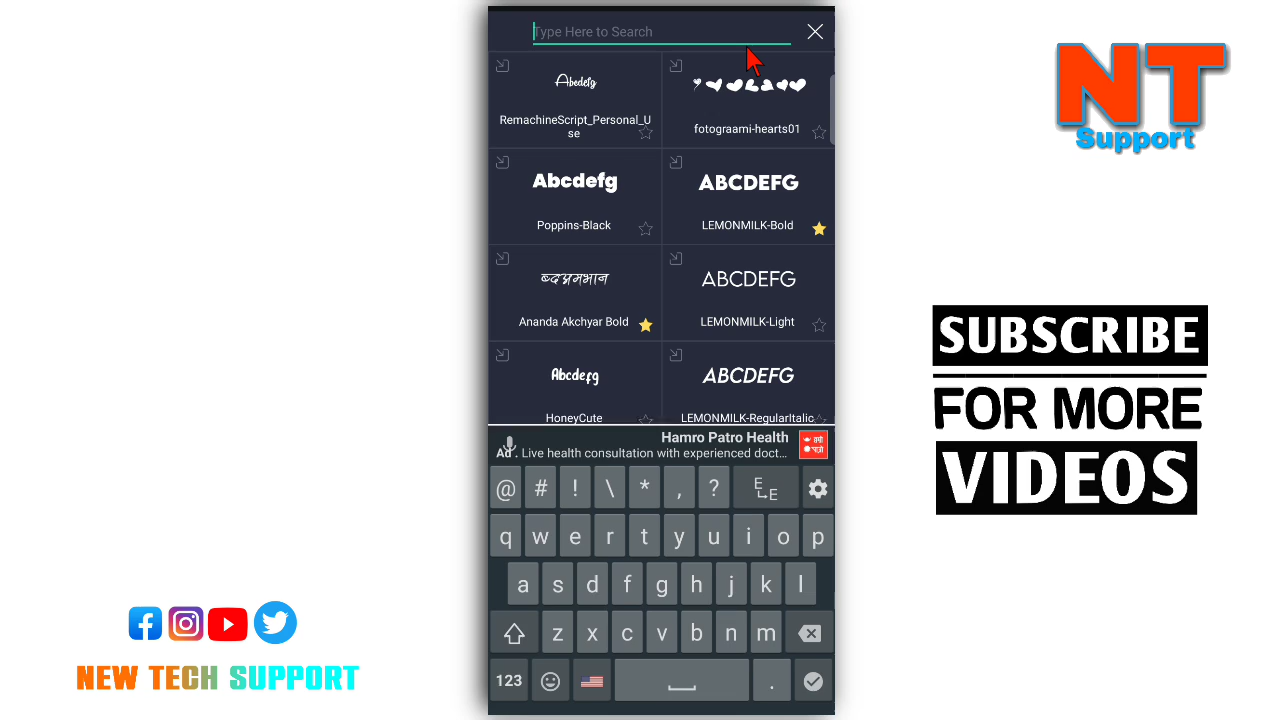 Type Here to Search
Abcdefg
RemachineScript_Personal_U
se
fotograami-hearts01
Abcdefg
Poppins-Black
ABCDEFG
LEMONMILK-Bold
Ananda Akchyar Bold
ABCDEFG
LEMONMILK-Light
Abcdefg
HoneyCute
ABCDEFG
LEMONMILK-RegularItalic
Hamro Patro Health
Ad . Live health consultation with experienced doct...
@ # ! \ * , ? E E
q w e r t y u i o p
a s d f g h j k l
z x c v b n m
123 .
NT
Support
SUBSCRIBE
FOR MORE
VIDEOS
NEW TECH SUPPORT